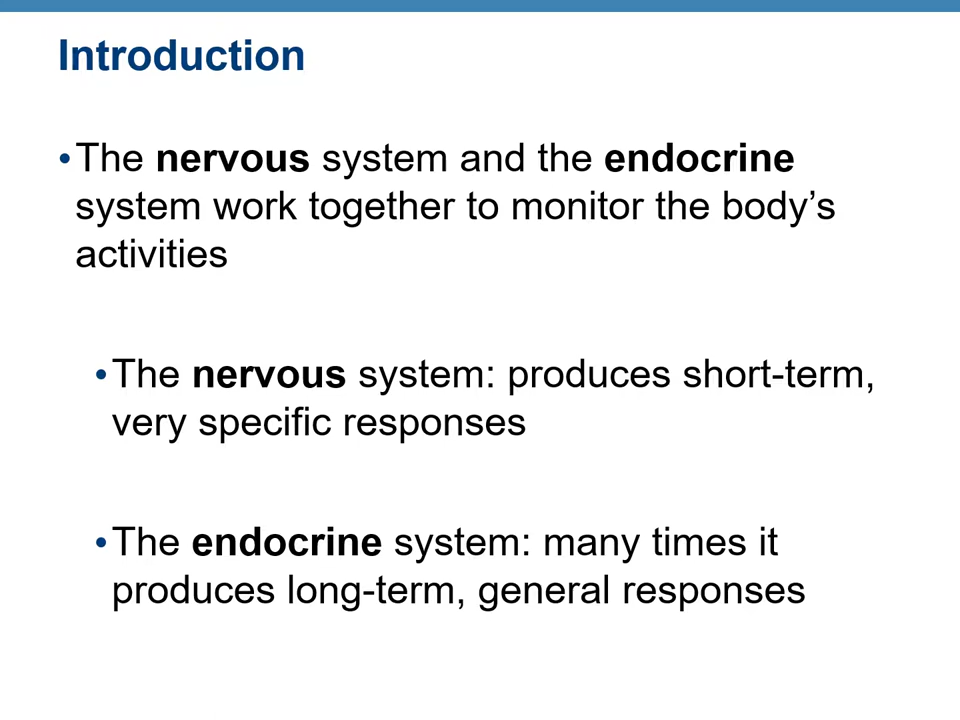 Introduction
•The nervous system and the endocrine
system work together to monitor the body’s
activities
•The nervous system: produces short-term,
very specific responses
•The endocrine system: many times it
produces long-term, general responses